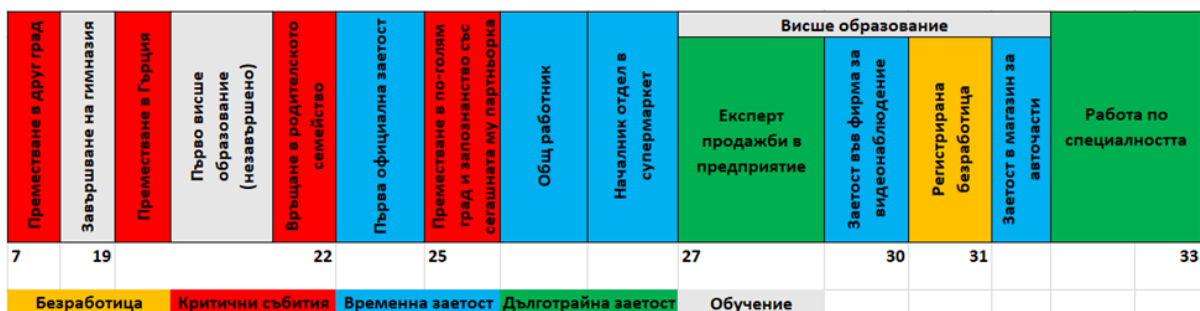 Преместване в друг град
Завършване на гимназия
Преместване в Гърция
Първо висше
образование
(незавършено)
Връщане в родителското
семейство
Първа официална заетост
Преместване в по-голям
град и запознанство със
сегашната му партньорка
Общ работник
Началник отдел в
супермаркет
Висше образование
Експерт
продажби в
предприятие
Заетост във фирма за
видеонаблюдение
Регистрирана
безработица
Заетост в магазин за
авточасти
Работа по
специалността
7 19 22 25 27 30 31 33
Безработица Критични събития Временна заетост Дълготрайна заетост Обучение